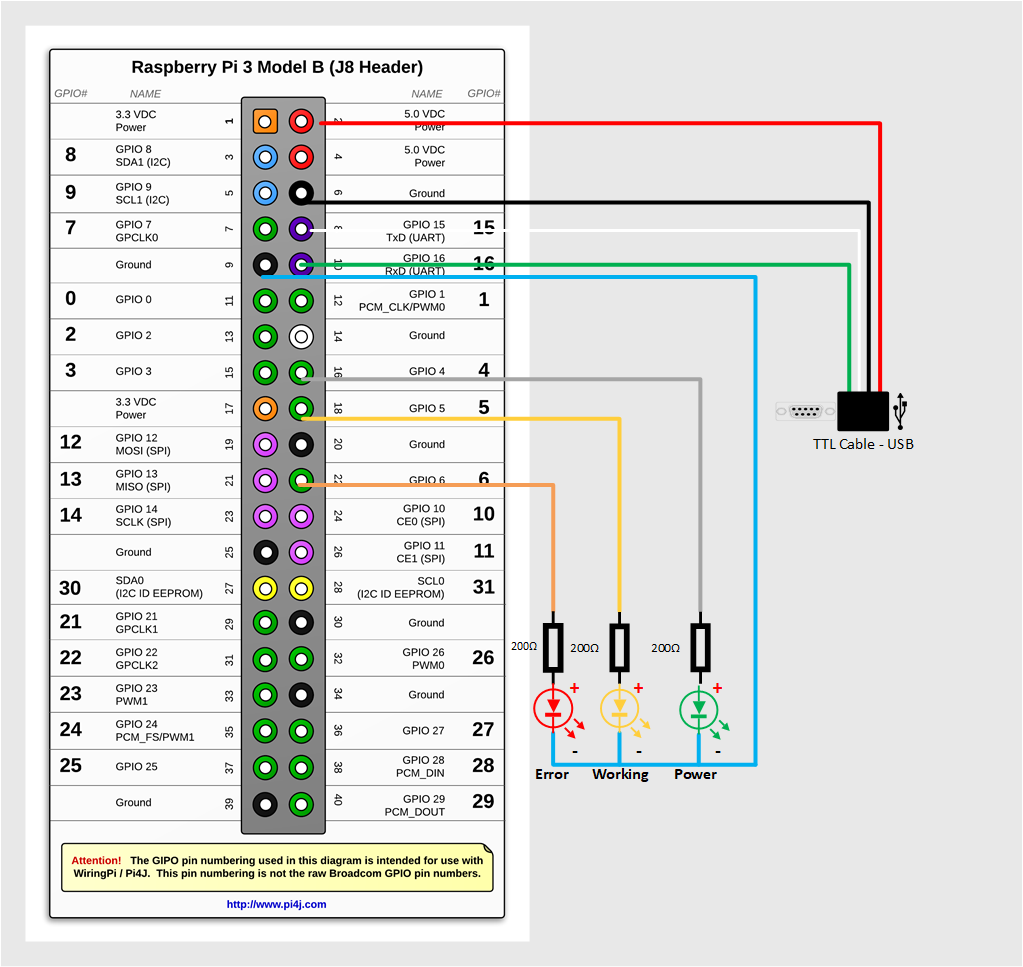 Raspberry Pi 3 Model B (J8 Header)
GPIO# NAME NAME GPIO#
3.3 VDC
Power
1 2
5.0 VDC
Power
8
GPIO 8
SDA1 (I2C)
3 4
5.0 VDC
Power
9
GPIO 9
SCL1 (I2C)
5 6
Ground
7
GPIO 7
GPCLK0
7 8
GPIO 15
TxD (UART)
15
Ground
9 10
GPIO 16
RxD (UART)
16
0
GPIO 0
11 12
GPIO 1
PCM_CLK/PWM0
1
2
GPIO 2
13 14
Ground
3
GPIO 3
15 16
GPIO 4
4
3.3 VDC
Power
17 18
GPIO 5
5
12
GPIO 12
MOSI (SPI)
19 20
Ground
13
GPIO 13
MISO (SPI)
21 22
GPIO 6
6
14
GPIO 14
SCLK (SPI)
23 24
GPIO 10
CE0 (SPI)
10
Ground
25 26
GPIO 11
CE1 (SPI)
11
30
SDA0
(I2C ID EEPROM)
27 28
SCL0
(I2C ID EEPROM)
31
21
GPIO 21
GPCLK1
29 30
Ground
22
GPIO 22
GPCLK2
31 32
GPIO 26
PWM0
26
23
GPIO 23
PWM1
33 34
Ground
24
GPIO 24
PCM_FS/PWM1
35 36
GPIO 27
27
25
GPIO 25
37 38
GPIO 28
PCM_DIN
28
Ground
39 40
GPIO 29
PCM_DOUT
29
Attention! The GIPO pin numbering used in this diagram is intended for use with
WiringPi / Pi4J. This pin numbering is not the raw Broadcom GPIO pin numbers.
http://www.pi4j.com
TTL Cable - USB
200Ω 200Ω 200Ω
+ + +
- - -
Error Working Power